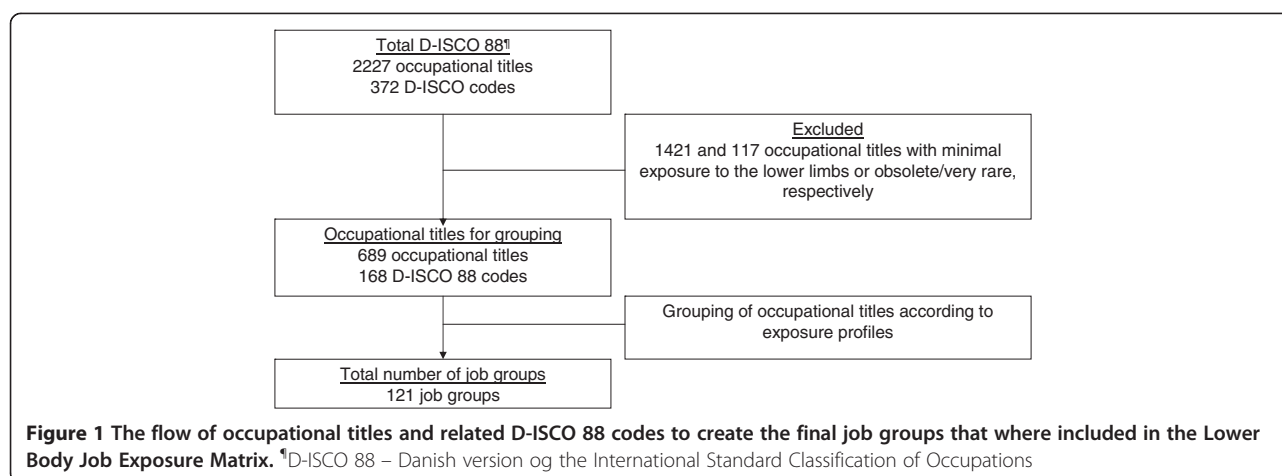 Total D-ISCO 88¶
2227 occupational titles
372 D-ISCO codes
Excluded
1421 and 117 occupational titles with minimal
exposure to the lower limbs or obsolete/very rare,
respectively
Occupational titles for grouping
689 occupational titles
168 D-ISCO 88 codes
Grouping of occupational titles according to
exposure profiles
Total number of job groups
121 job groups
Figure 1 The flow of occupational titles and related D-ISCO 88 codes to create the final job groups that where included in the Lower
Body Job Exposure Matrix. ¶D-ISCO 88 – Danish version og the International Standard Classification of Occupations